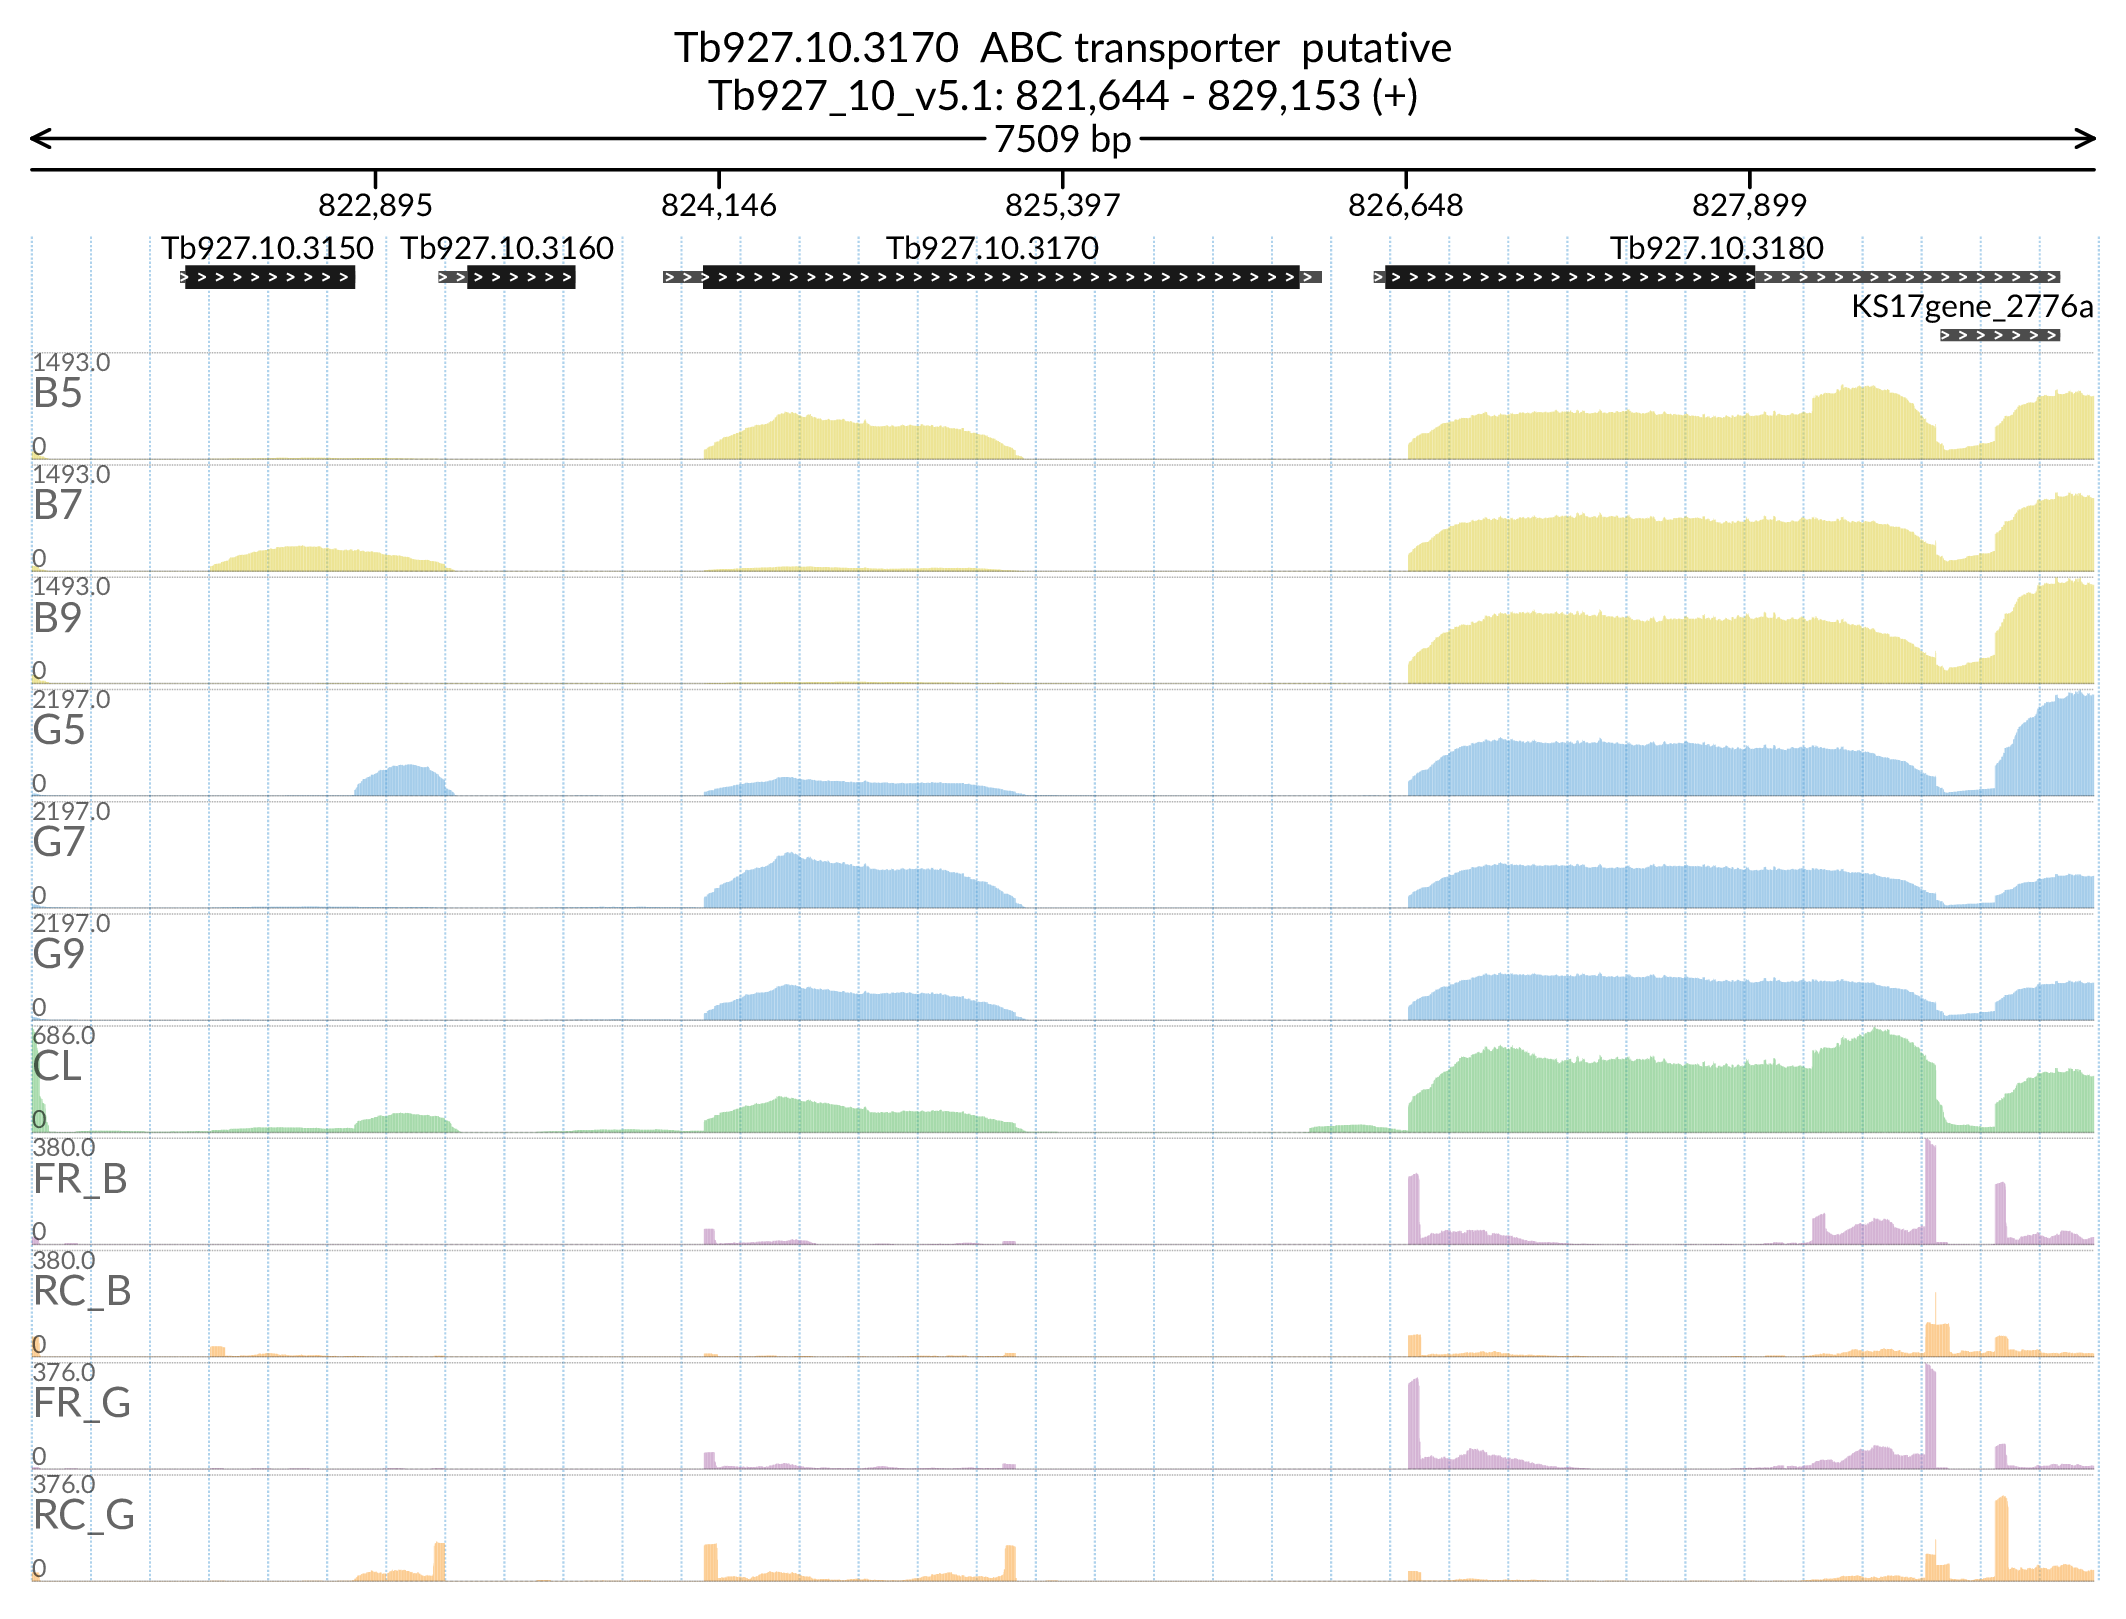 Tb927.10.3170  ABC transporter  putative
Tb927_10_v5.1: 821,644 - 829,153 (+)
7509 bp
822,895 824,146 825,397 826,648 827,899
Tb927.10.3150 Tb927.10.3160 Tb927.10.3170 Tb927.10.3180
KS17gene_2776a
1493.0
B5
0
1493.0
B7
0
1493.0
B9
0
2197.0
G5
0
2197.0
G7
0
2197.0
G9
0
686.0
CL
0
380.0
FR_B
0
380.0
RC_B
0
376.0
FR_G
0
376.0
RC_G
0